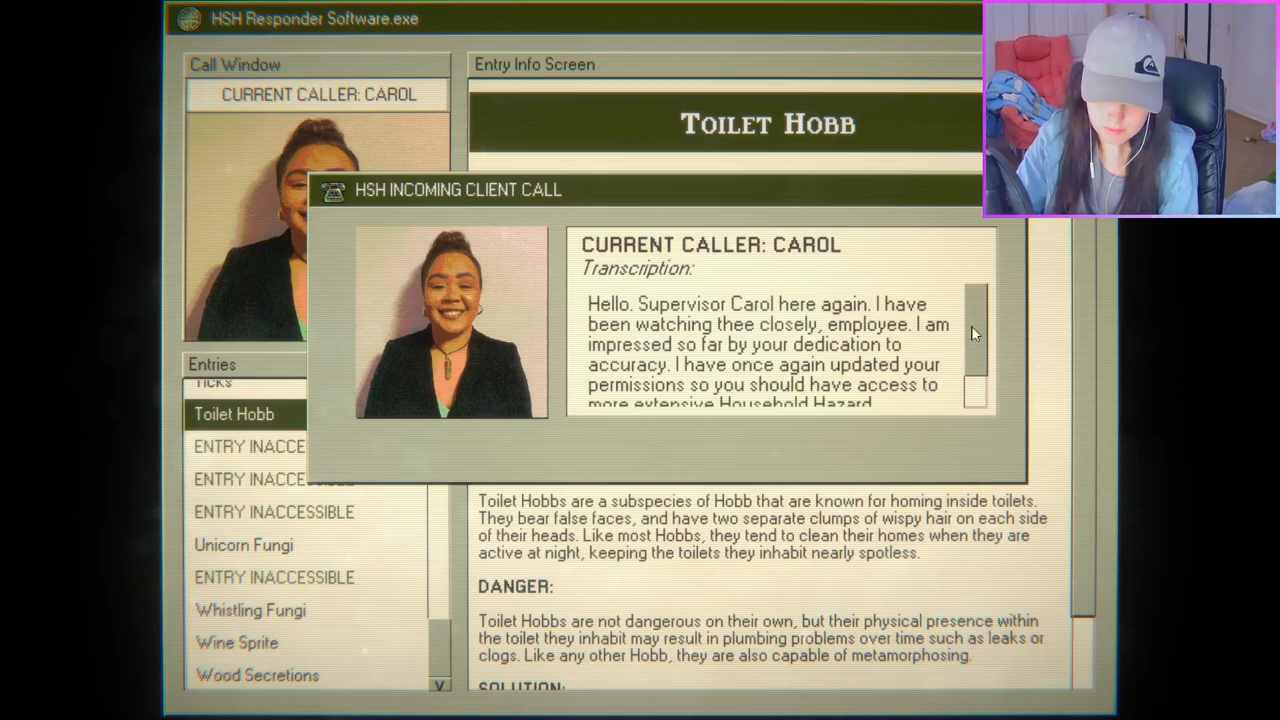 HSH Responder Software.exe
Call Window
CURRENT CALLER: CAROL
Entry Info Screen
Toilet Hobb
HSH INCOMING CLIENT CALL
CURRENT CALLER: CAROL
Transcription:
Hello. Supervisor Carol here again. I have
been watching thee closely, employee. I am
impressed so far by your dedication to
accuracy. I have once again updated your
permissions so you should have access to
more extensive Household Hazard
Entries
Ticks
Toilet Hobb
ENTRY INACCE
ENTRY INACCES
ENTRY INACCESSIBLE
Unicorn Fungi
ENTRY INACCESSIBLE
Whistling Fungi
Wine Sprite
Wood Secretions
V
Toilet Hobbs are a subspecies of Hobb that are known for homing inside toilets.
They bear false faces, and have two separate clumps of wispy hair on each side
of their heads. Like most Hobbs, they tend to clean their homes when they are
active at night, keeping the toilets they inhabit nearly spotless.
DANGER:
Toilet Hobbs are not dangerous on their own, but their physical presence within
the toilet they inhabit may result in plumbing problems over time such as leaks or
clogs. Like any other Hobb, they are also capable of metamorphosing.
SOLUTION: